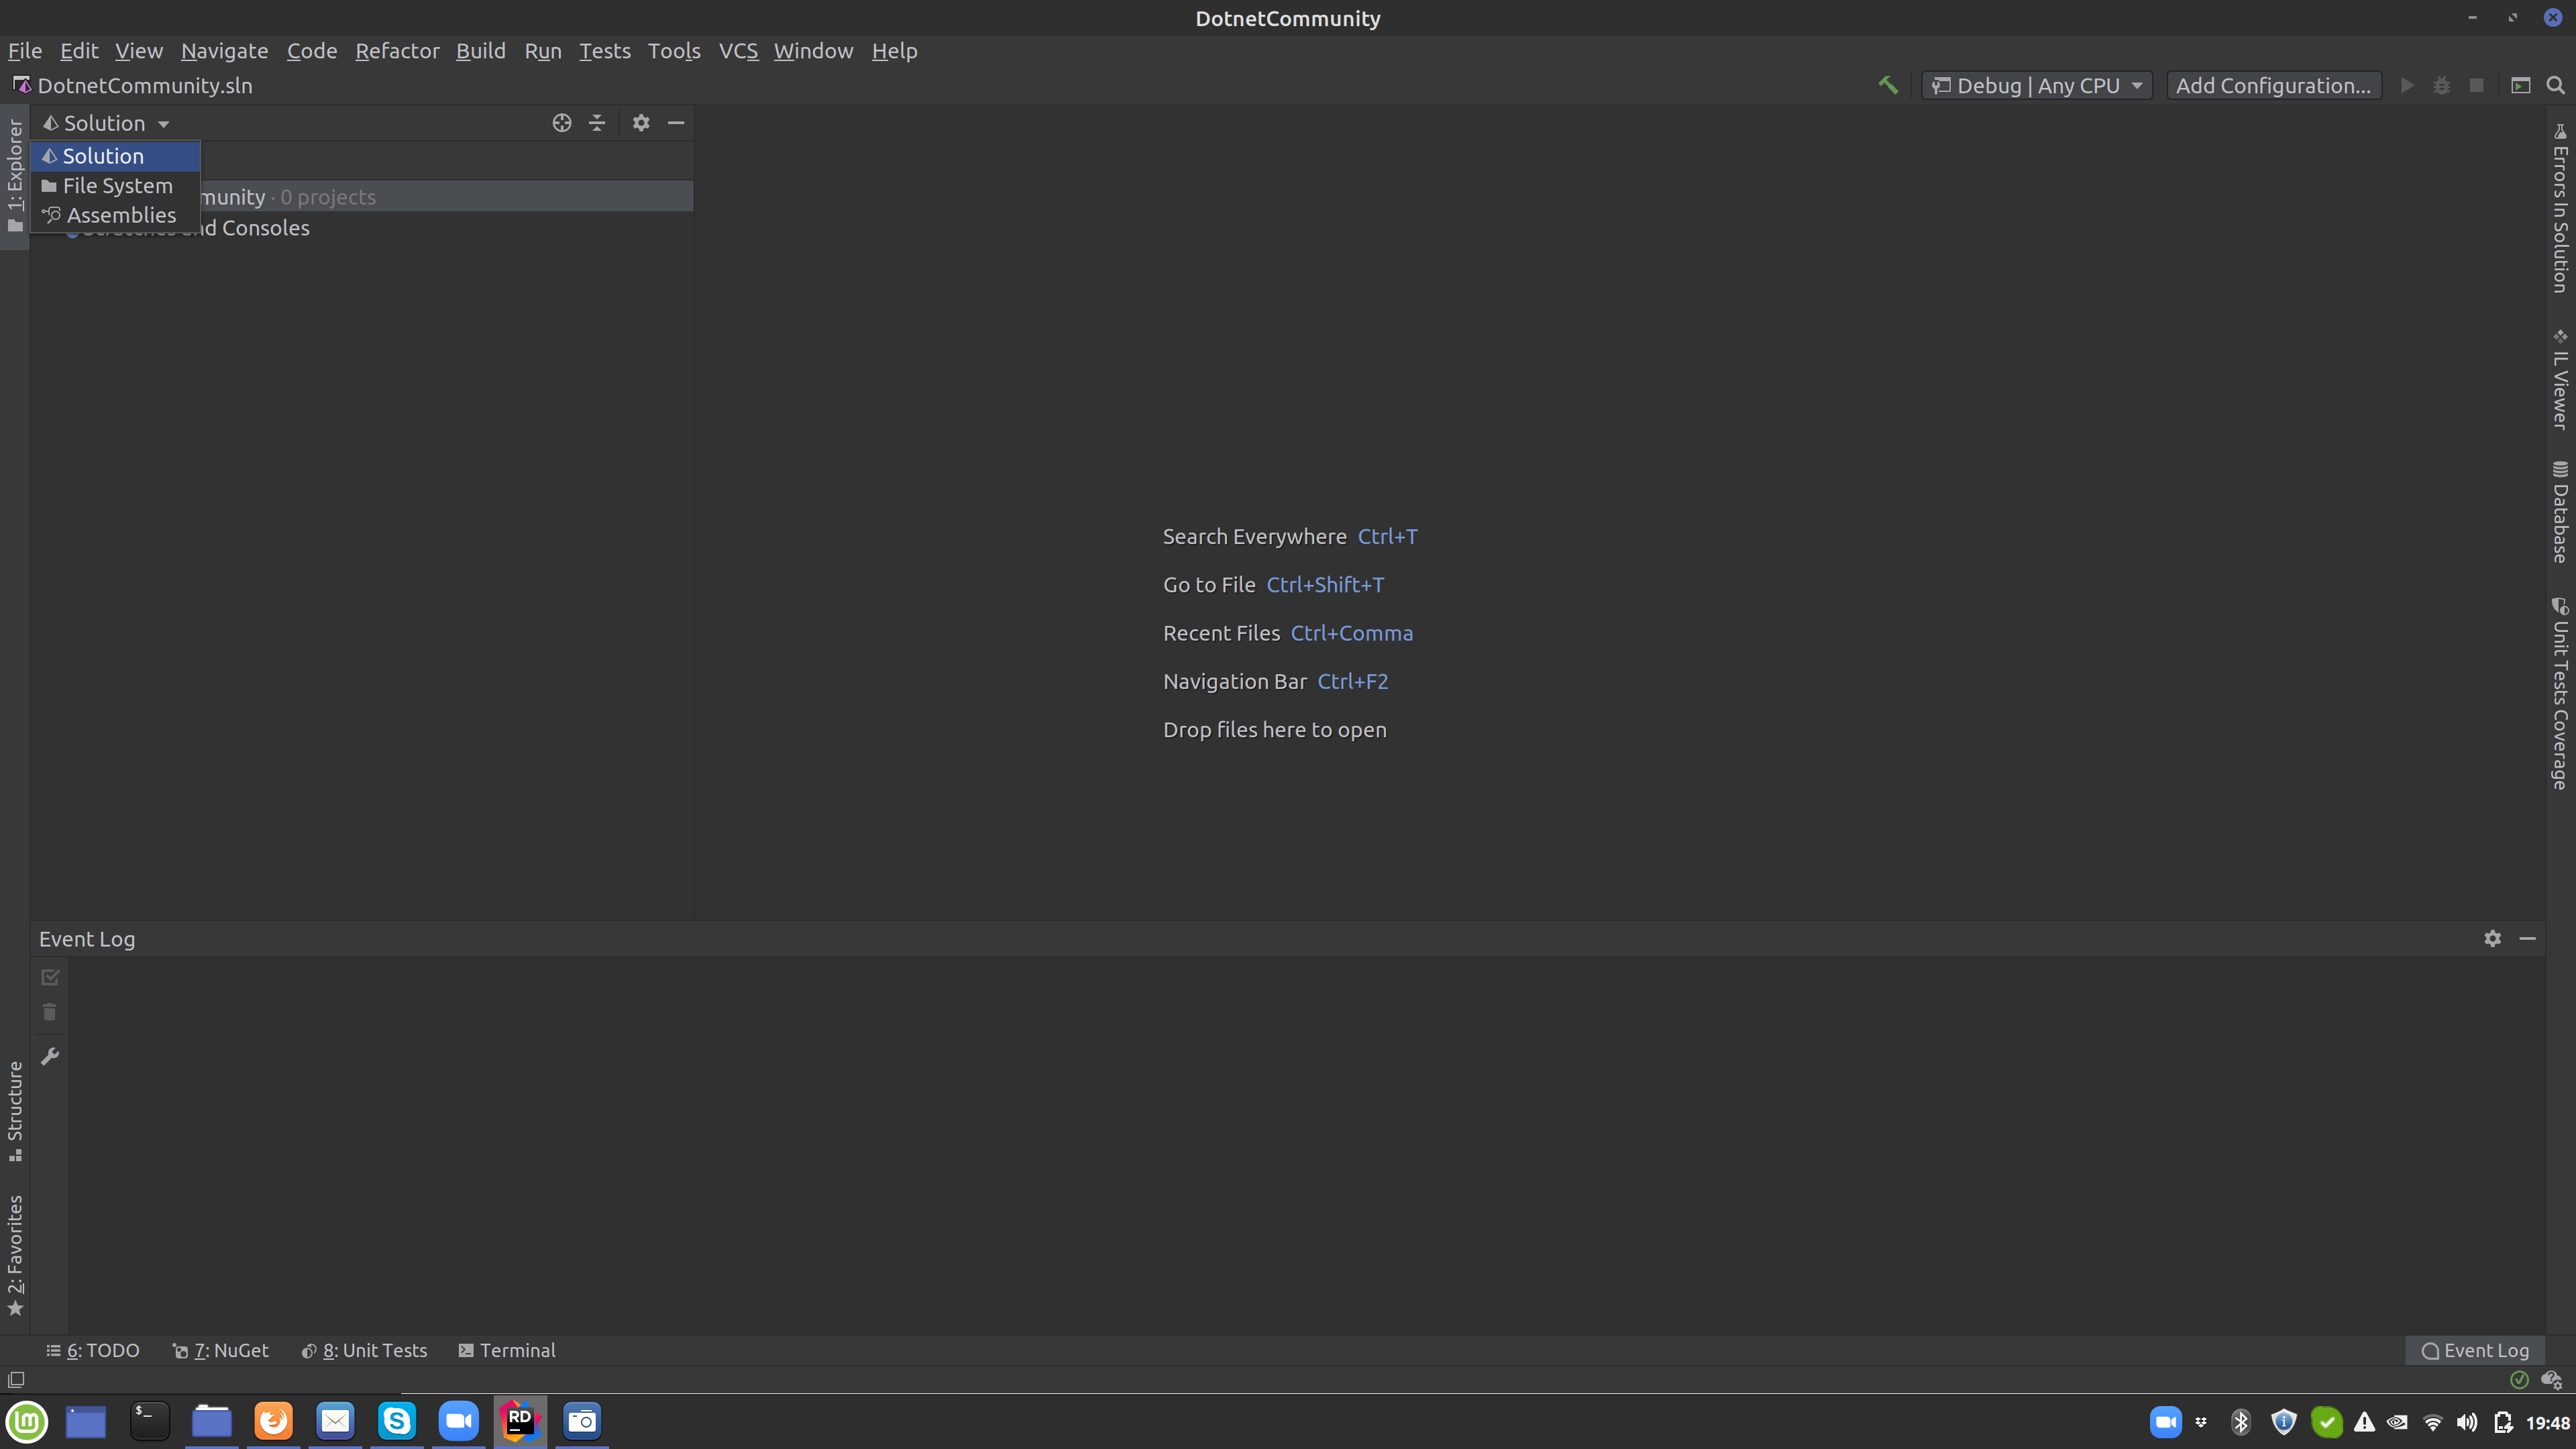 DotnetCommunity
File Edit View Navigate Code Refactor Build Run Tests Tools VCS Window Help
DotnetCommunity.sln
Debug | Any CPU
Add Configuration...
Solution
Solution
File System
Assemblies
munity · 0 projects
nd Consoles
1: Explorer
Structure
2: Favorites
Search Everywhere Ctrl+T
Go to File Ctrl+Shift+T
Recent Files Ctrl+Comma
Navigation Bar Ctrl+F2
Drop files here to open
Errors In Solution
IL Viewer
Database
Unit Tests Coverage
Event Log
6: TODO
7: NuGet
8: Unit Tests
Terminal
Event Log
$_
RD
19:48